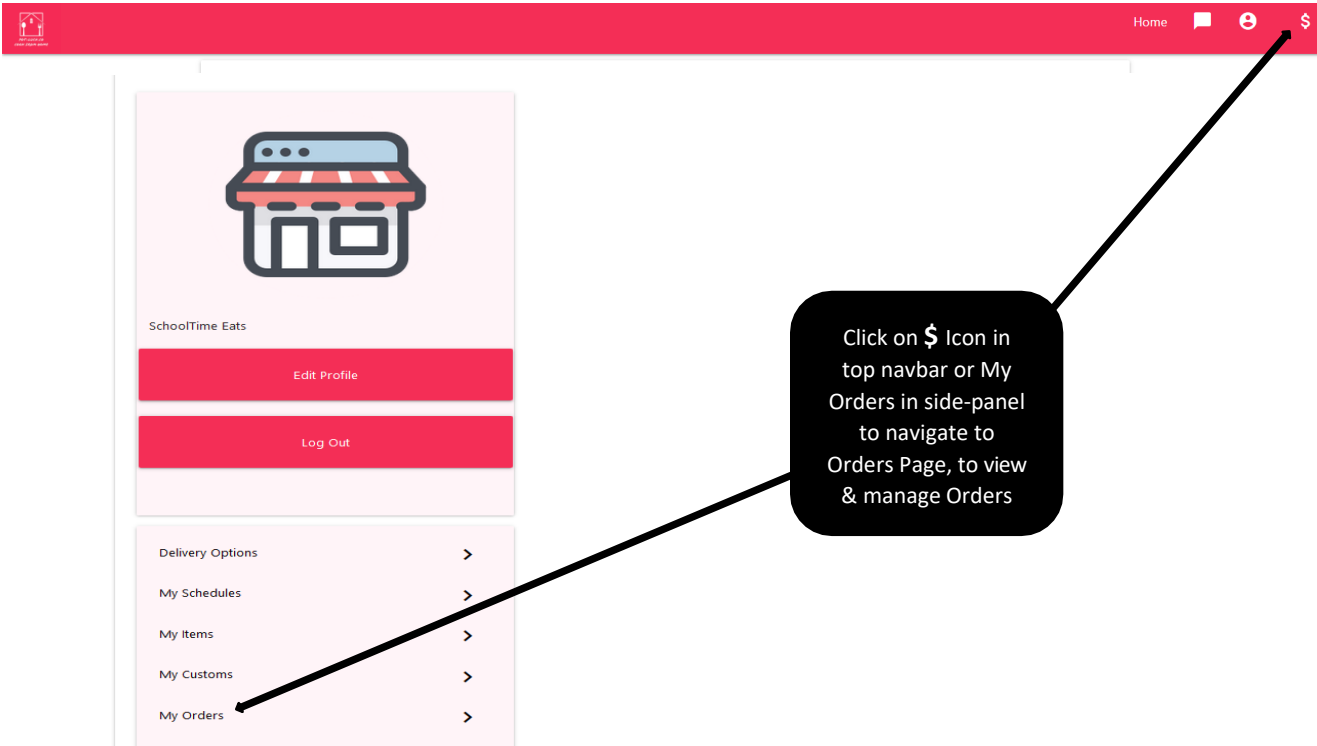 Home
$
SchoolTime Eats
Edit Profile
Log Out
Click on $ Icon in
top navbar or My
Orders in side-panel
to navigate to
Orders Page, to view
& manage Orders
Delivery Options
My Schedules
My Items
My Customs
My Orders